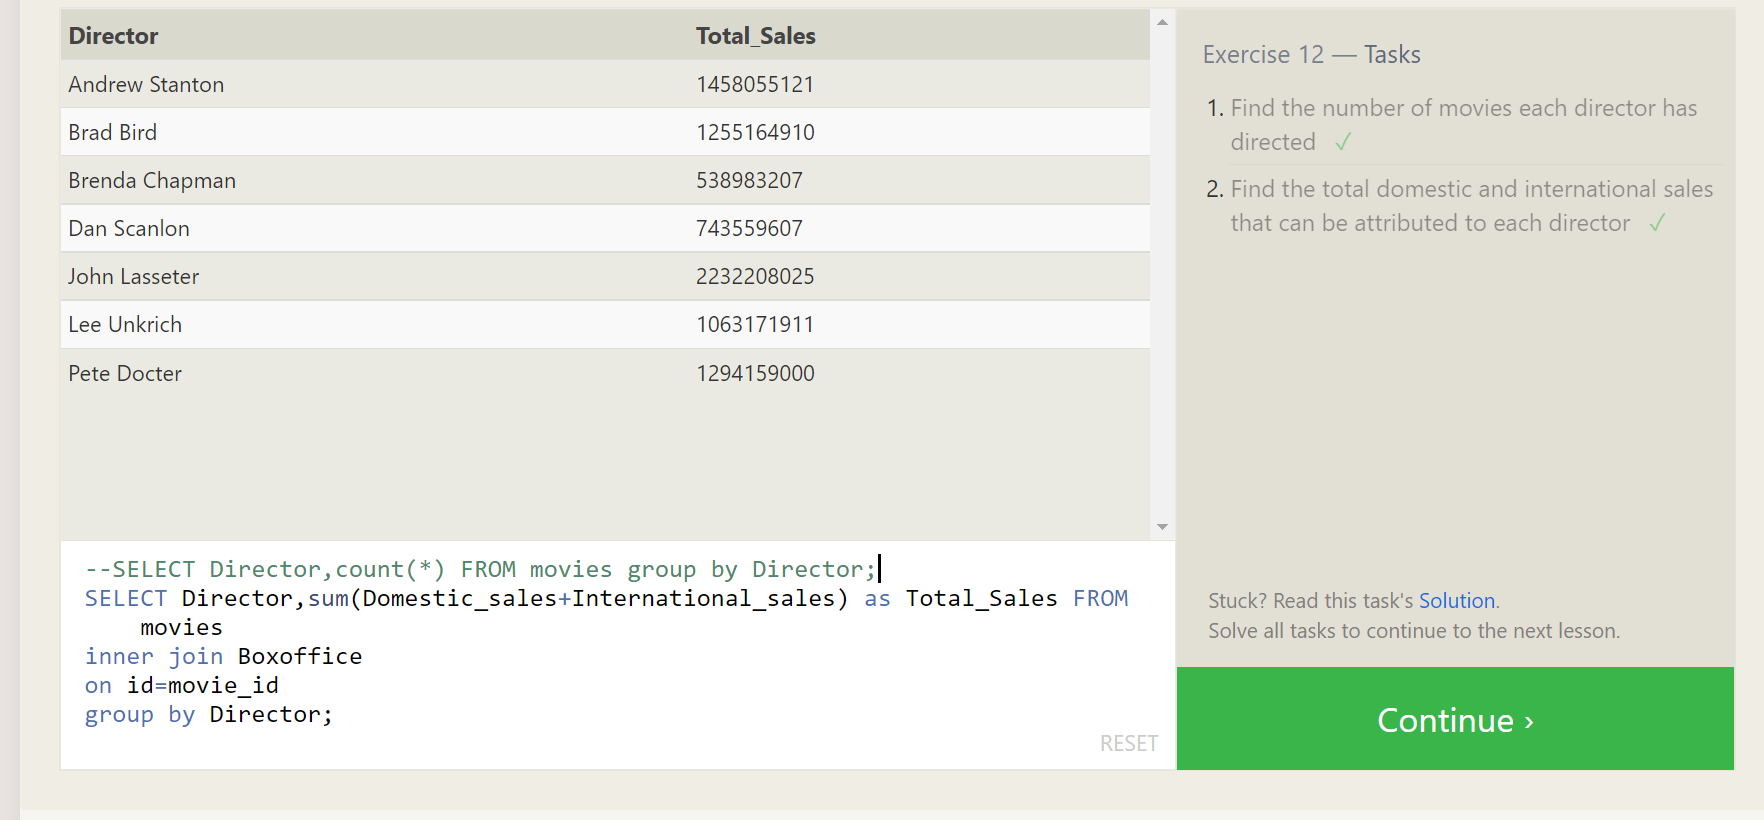 Director Total_Sales
Andrew Stanton 1458055121
Brad Bird 1255164910
Brenda Chapman 538983207
Dan Scanlon 743559607
John Lasseter 2232208025
Lee Unkrich 1063171911
Pete Docter 1294159000
--SELECT Director,count(*) FROM movies group by Director;
SELECT Director,sum(Domestic_sales+International_sales) as Total_Sales FROM
movies
inner join Boxoffice
on id=movie_id
group by Director;
RESET
Exercise 12 — Tasks
1. Find the number of movies each director has
directed ✓
2. Find the total domestic and international sales
that can be attributed to each director ✓
Stuck? Read this task's Solution.
Solve all tasks to continue to the next lesson.
Continue ›